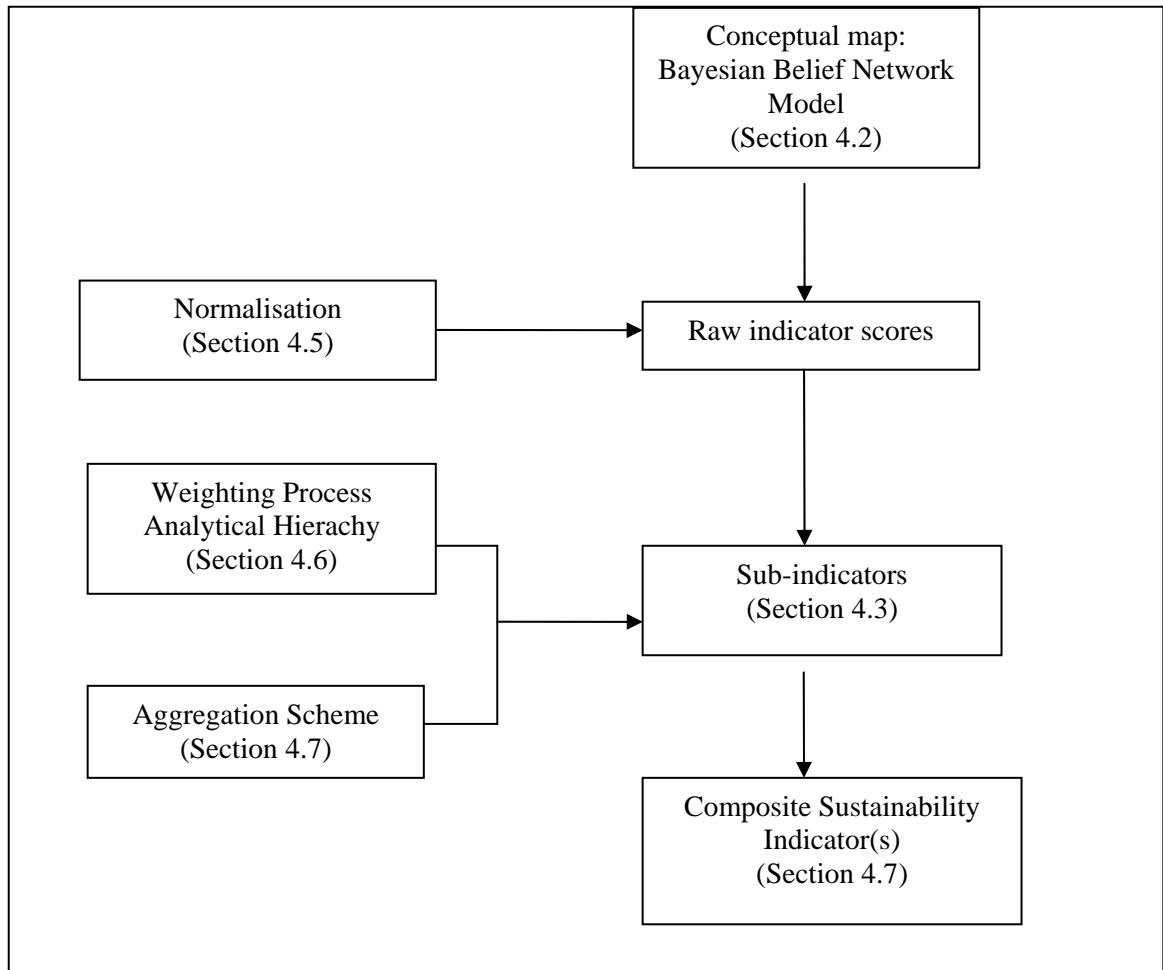 Conceptual map:
Bayesian Belief Network
Model
(Section 4.2)
Normalisation
(Section 4.5)
Raw indicator scores
Weighting Process
Analytical Hierachy
(Section 4.6)
Sub-indicators
(Section 4.3)
Aggregation Scheme
(Section 4.7)
Composite Sustainability
Indicator(s)
(Section 4.7)